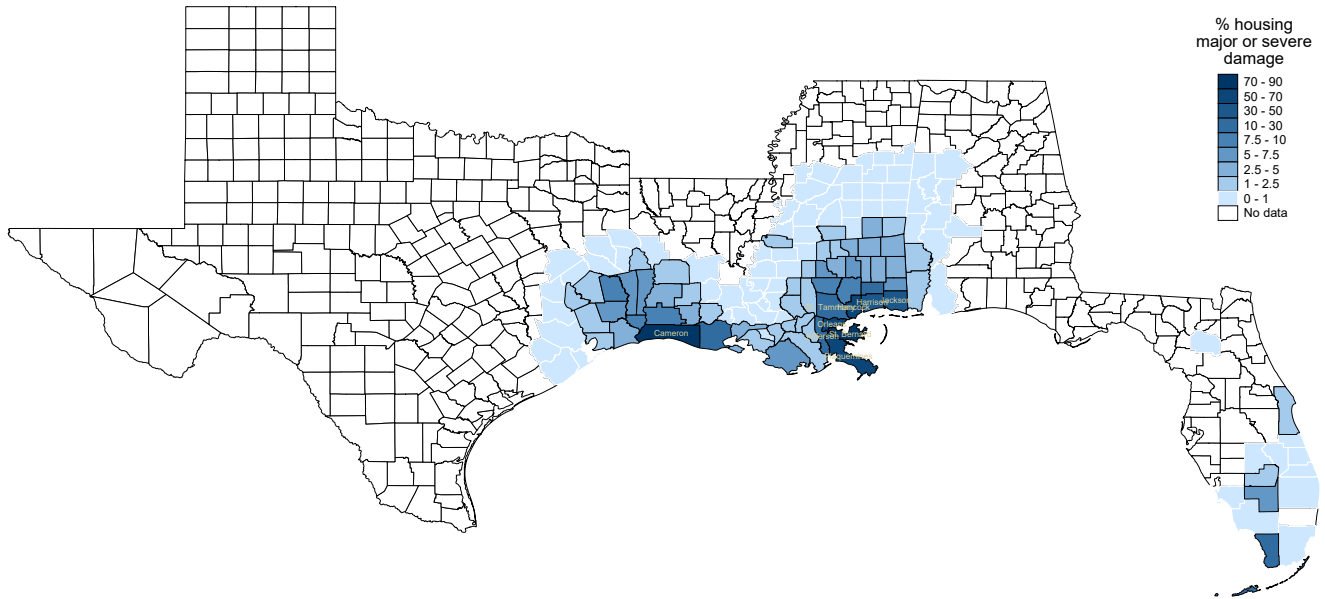 % housing
major or severe
damage
70 - 90
50 - 70
30 - 50
10 - 30
7.5 - 10
5 - 7.5
2.5 - 5
1 - 2.5
0 - 1
No data
Jackson
Harrison
Cameron